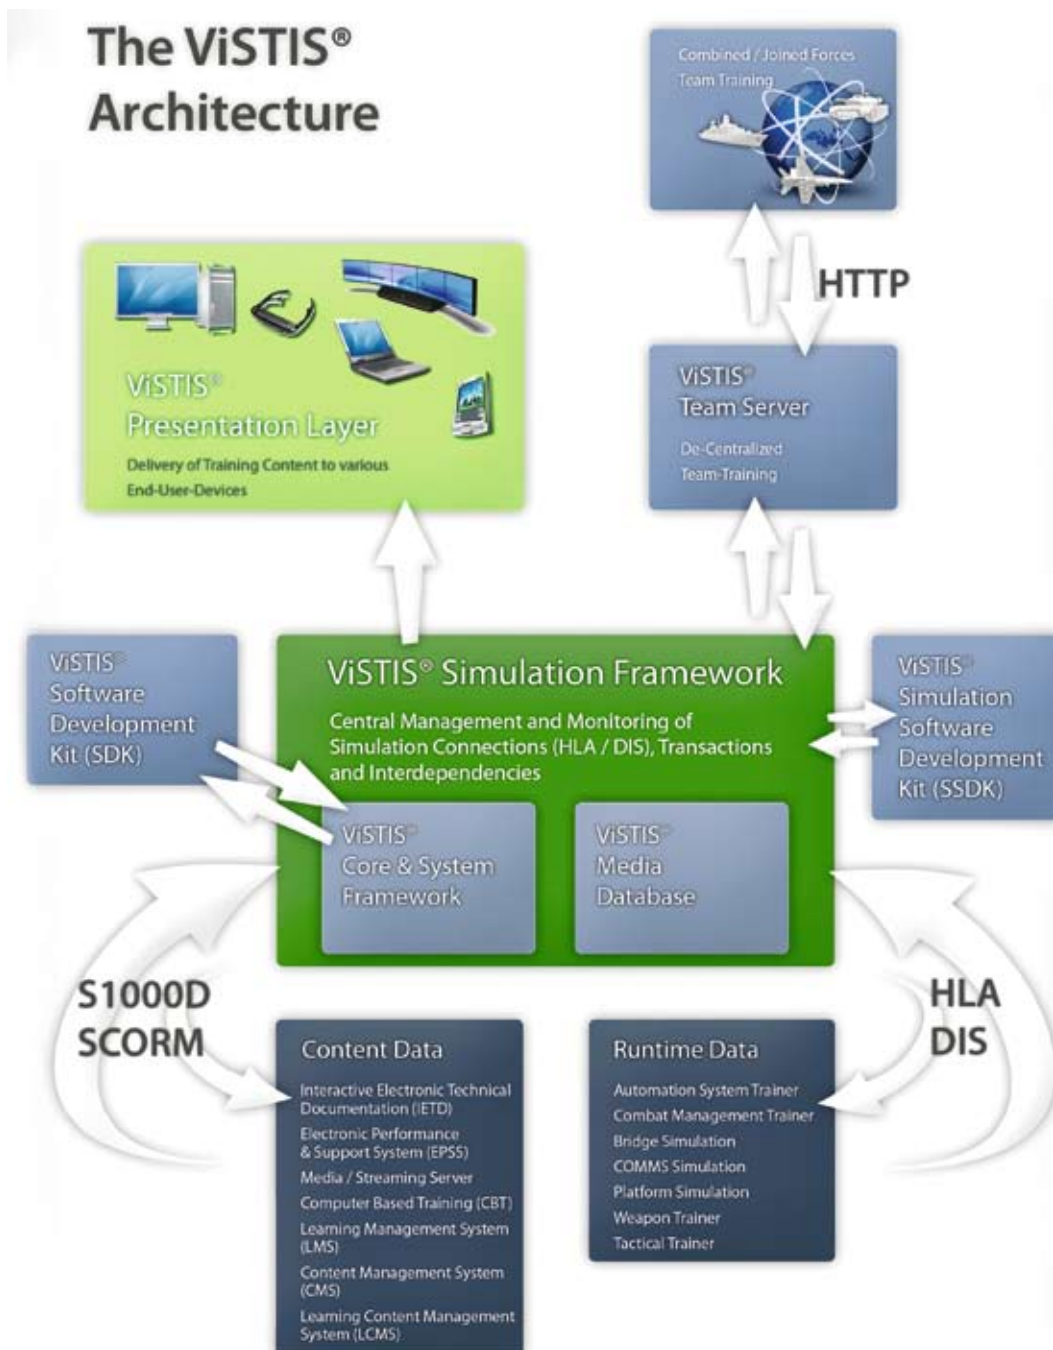 The ViSTIS®
Architecture
Combined / Joined Forces
Team Training
HTTP
ViSTIS®
Presentation Layer
Delivery of Training Content to various
End-User-Devices
ViSTIS®
Team Server
De-Centralized
Team-Training
ViSTIS®
Software
Development
Kit (SDK)
ViSTIS® Simulation Framework
Central Management and Monitoring of
Simulation Connections (HLA / DIS), Transactions
and Interdependencies
ViSTIS®
Core & System
Framework
ViSTIS®
Media
Database
ViSTIS®
Simulation
Software
Development
Kit (SSDK)
S1000D
SCORM
HLA
DIS
Content Data
Interactive Electronic Technical
Documentation (IETD)
Electronic Performance
& Support System (EPSS)
Media / Streaming Server
Computer Based Training (CBT)
Learning Management System
(LMS)
Content Management System
(CMS)
Learning Content Management
System (LCMS)
Runtime Data
Automation System Trainer
Combat Management Trainer
Bridge Simulation
COMMS Simulation
Platform Simulation
Weapon Trainer
Tactical Trainer